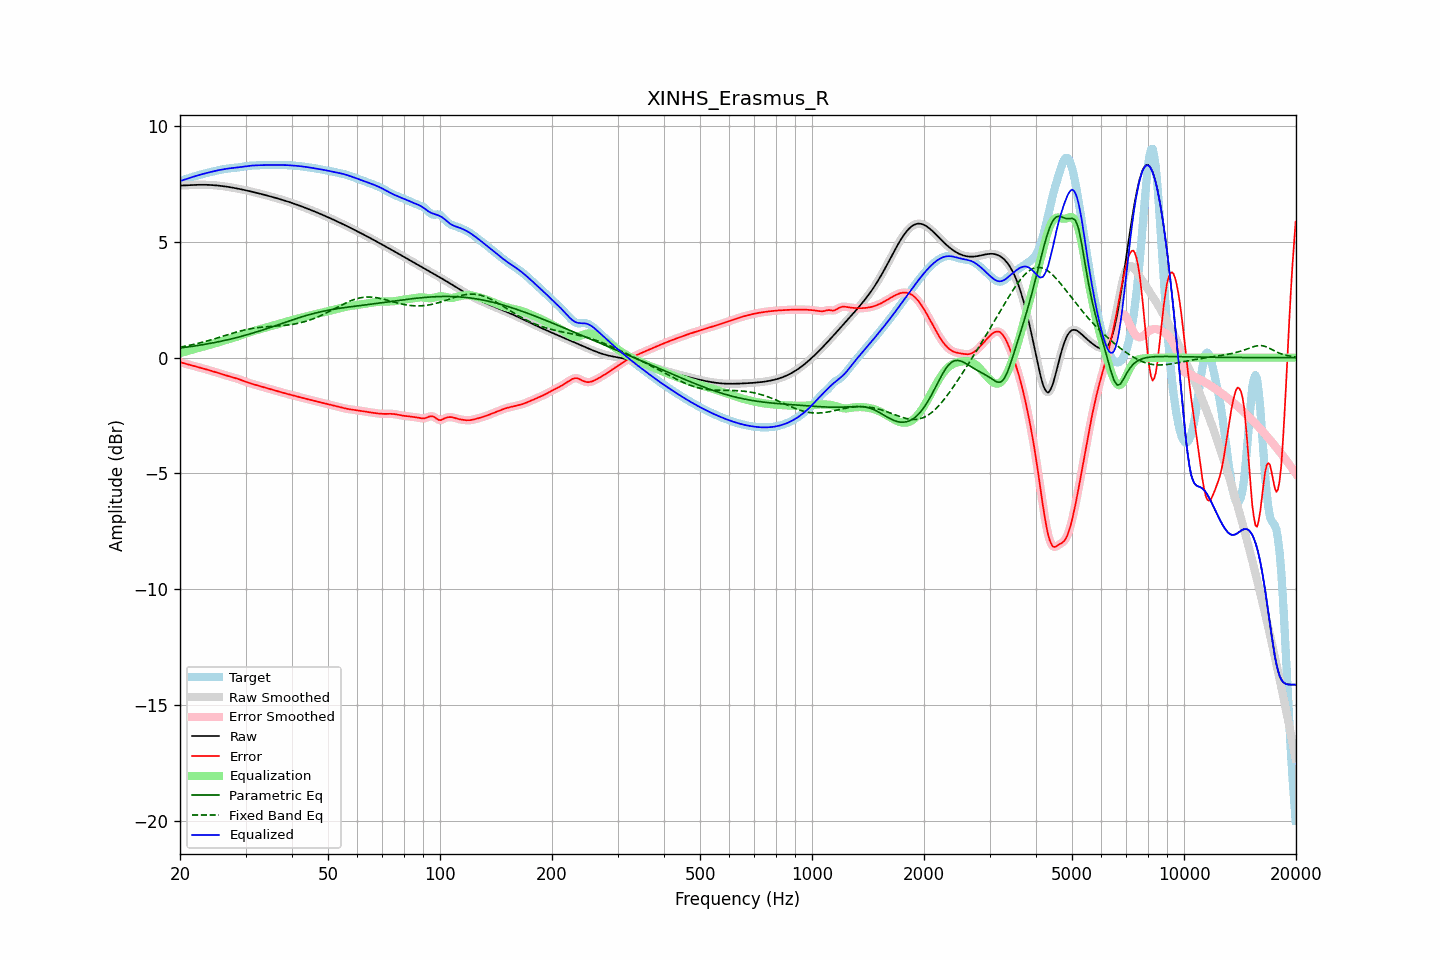 XINHS_Erasmus_R
10
5
0
−5
−10
−15
−20
Amplitude (dBr)
Target
Raw Smoothed
Error Smoothed
Raw
Error
Equalization
Parametric Eq
Fixed Band Eq
Equalized
20 50 100 200 500 1000 2000 5000 10000 20000
Frequency (Hz)